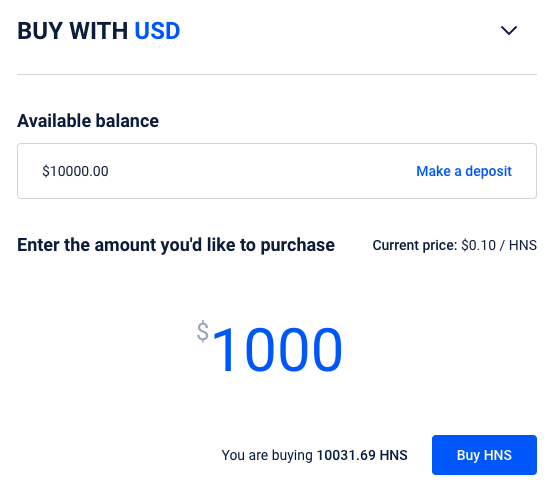 BUY WITH USD
Available balance
$10000.00 Make a deposit
Enter the amount you'd like to purchase Current price: $0.10 / HNS
$1000
You are buying 10031.69 HNS Buy HNS